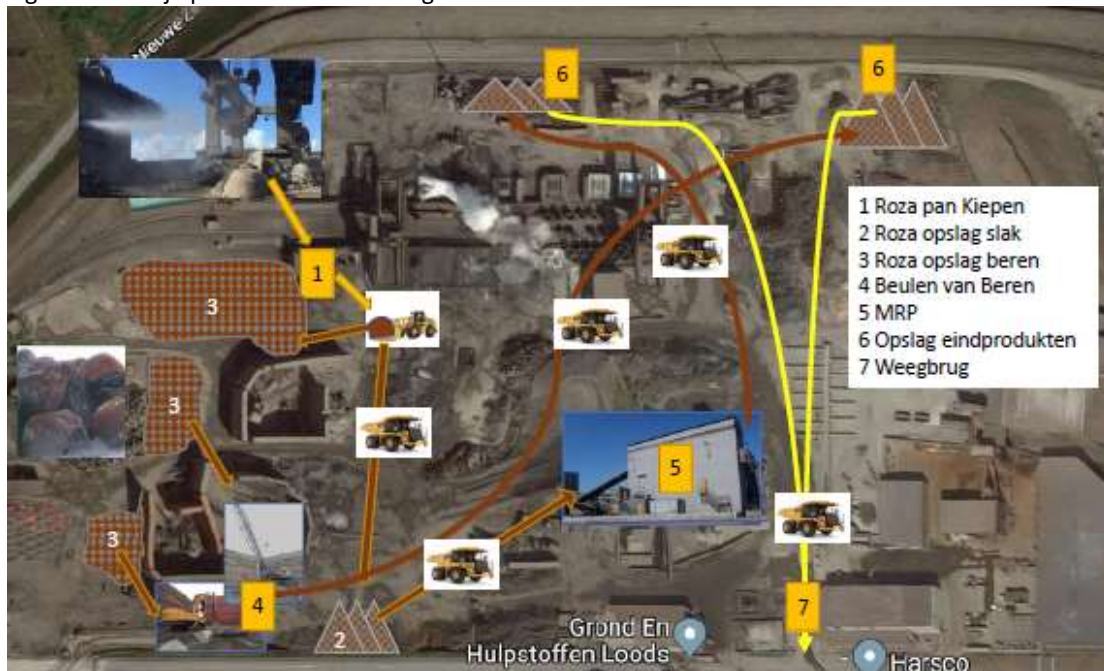 Nieuwe
6
6
1 Roza pan Kiepen
2 Roza opslag slak
3 Roza opslag beren
4 Beulen van Beren
5 MRP
6 Opslag eindprodukten
7 Weegbrug
1
3
3
5
3
4
2
7
Grond En
Hulpstoffen Loods
Harsco